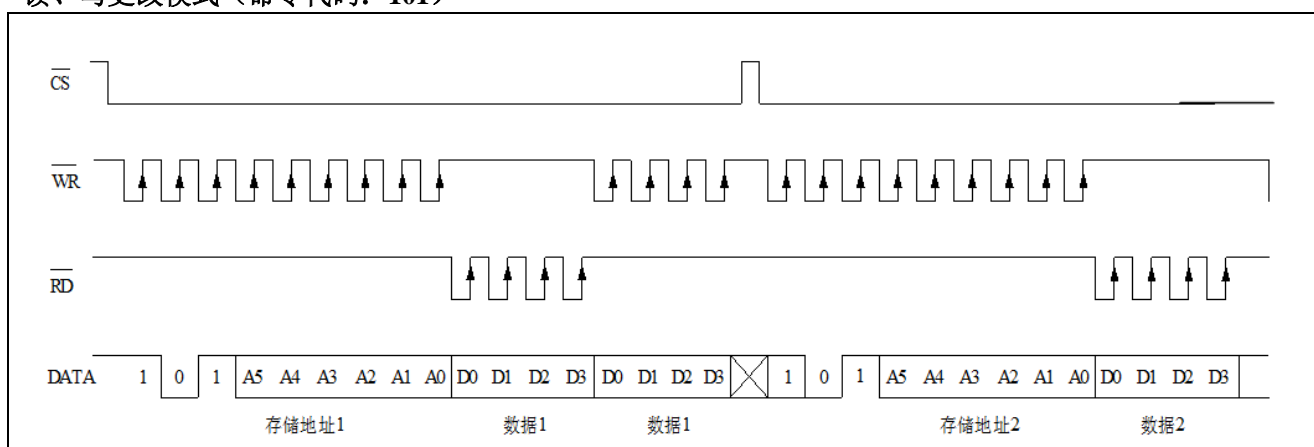 读、写更改模式（命令代码：101）
CS
WR
RD
DATA 1 0 1 A5 A4 A3 A2 A1 A0 D0 D1 D2 D3 D0 D1 D2 D3 1 0 1 A5 A4 A3 A2 A1 A0 D0 D1 D2 D3
存储地址1 数据1 数据1 存储地址2 数据2